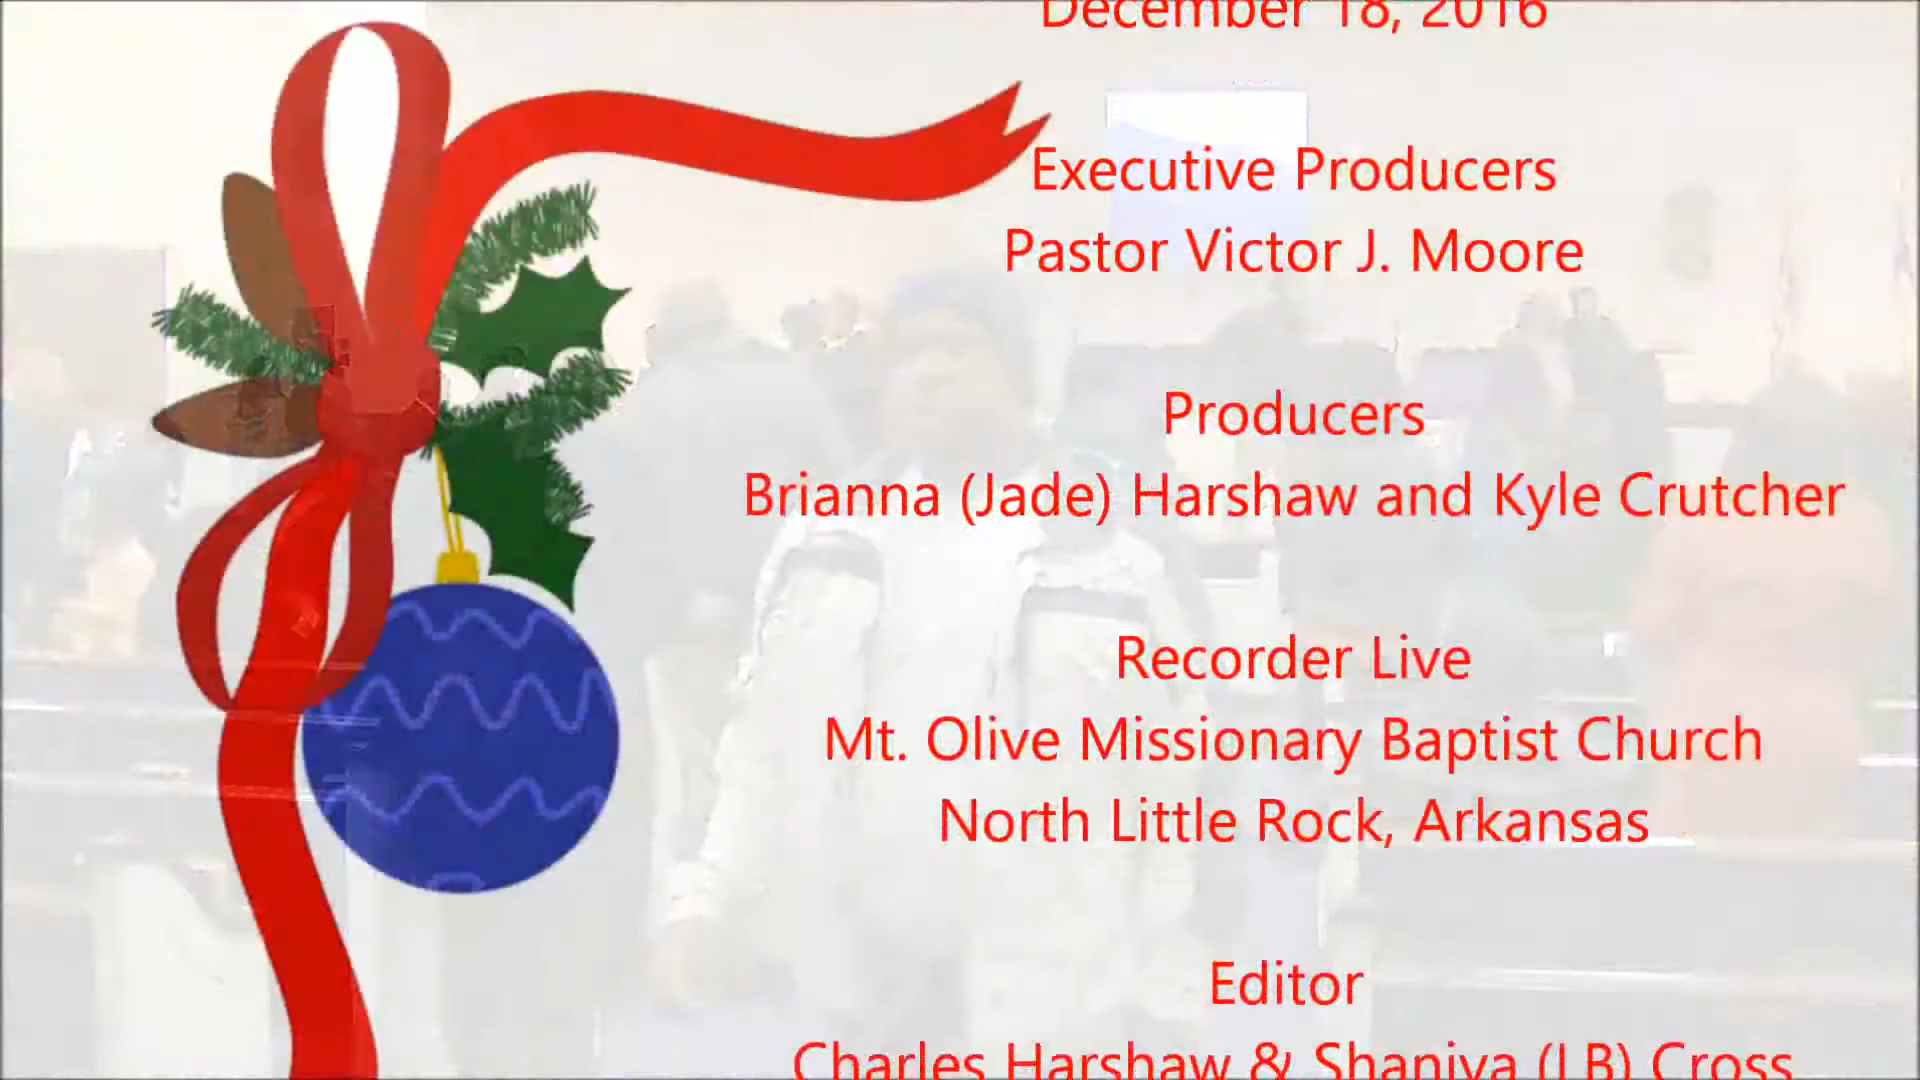 December 18, 2016
Executive Producers
Pastor Victor J. Moore
Producers
Brianna (Jade) Harshaw and Kyle Crutcher
Recorder Live
Mt. Olive Missionary Baptist Church
North Little Rock, Arkansas
Editor
Charles Harshaw & Shaniya (LB) Cross